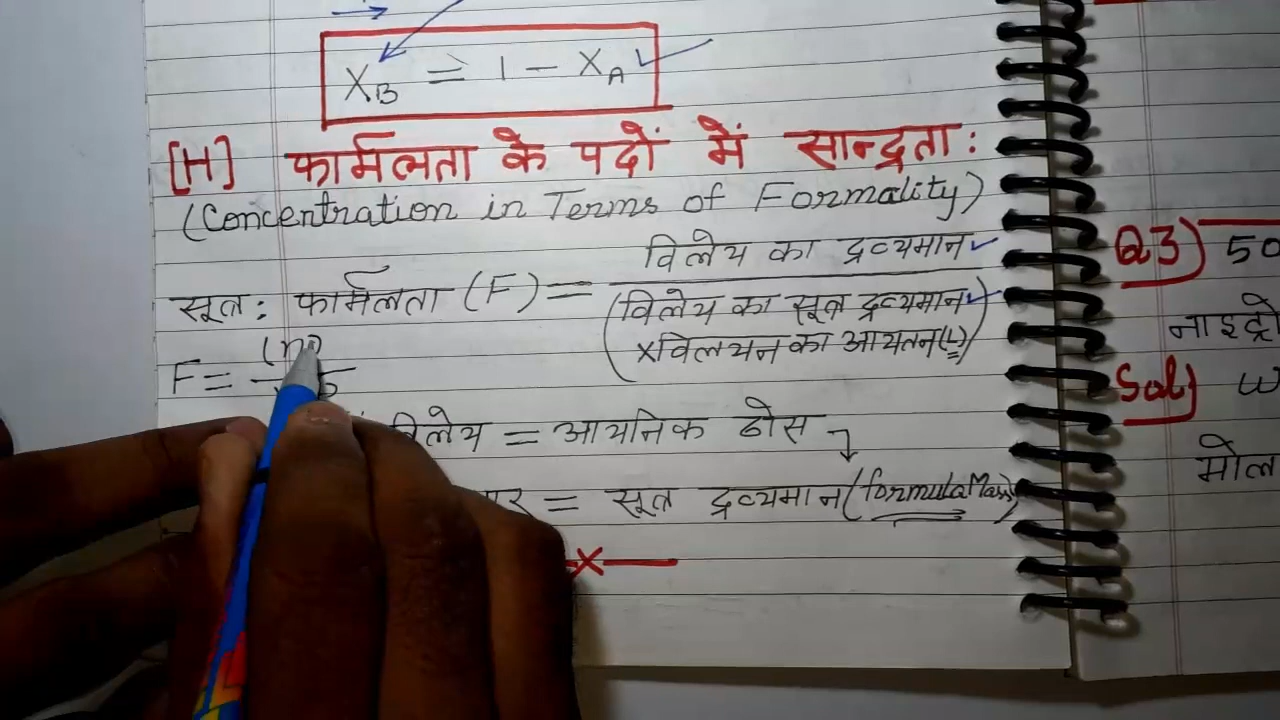 X_B = 1 - X_A
[H] फार्मलता के पदों में सान्द्रता :
(Concentration in Terms of Formality)
विलेय का द्रव्यमान
सूत्र : फार्मलता (F) =
(विलेय का सूत्र द्रव्यमान
×विलयन का आयतन(L))
F =
विलेय = आयनिक ठोस
= सूत्र द्रव्यमान (formula Mass)
×
Q3) 50
नाइट्रो
Sol)
मोल